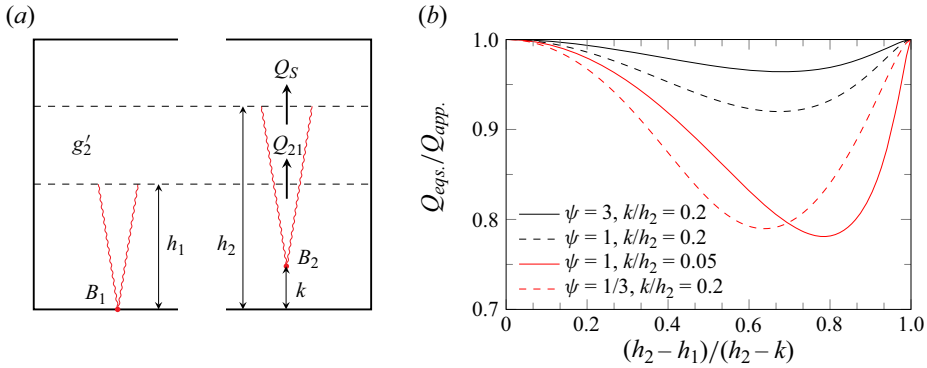 (a)
Q_S
g′_2
Q_21
h_1
h_2
B_1
B_2
k
(b)
1.0
0.9
0.8
0.7
Q_eqs./Q_app.
ψ = 3, k/h_2 = 0.2
ψ = 1, k/h_2 = 0.2
ψ = 1, k/h_2 = 0.05
ψ = 1/3, k/h_2 = 0.2
0 0.2 0.4 0.6 0.8 1.0
(h_2 – h_1)/(h_2 – k)